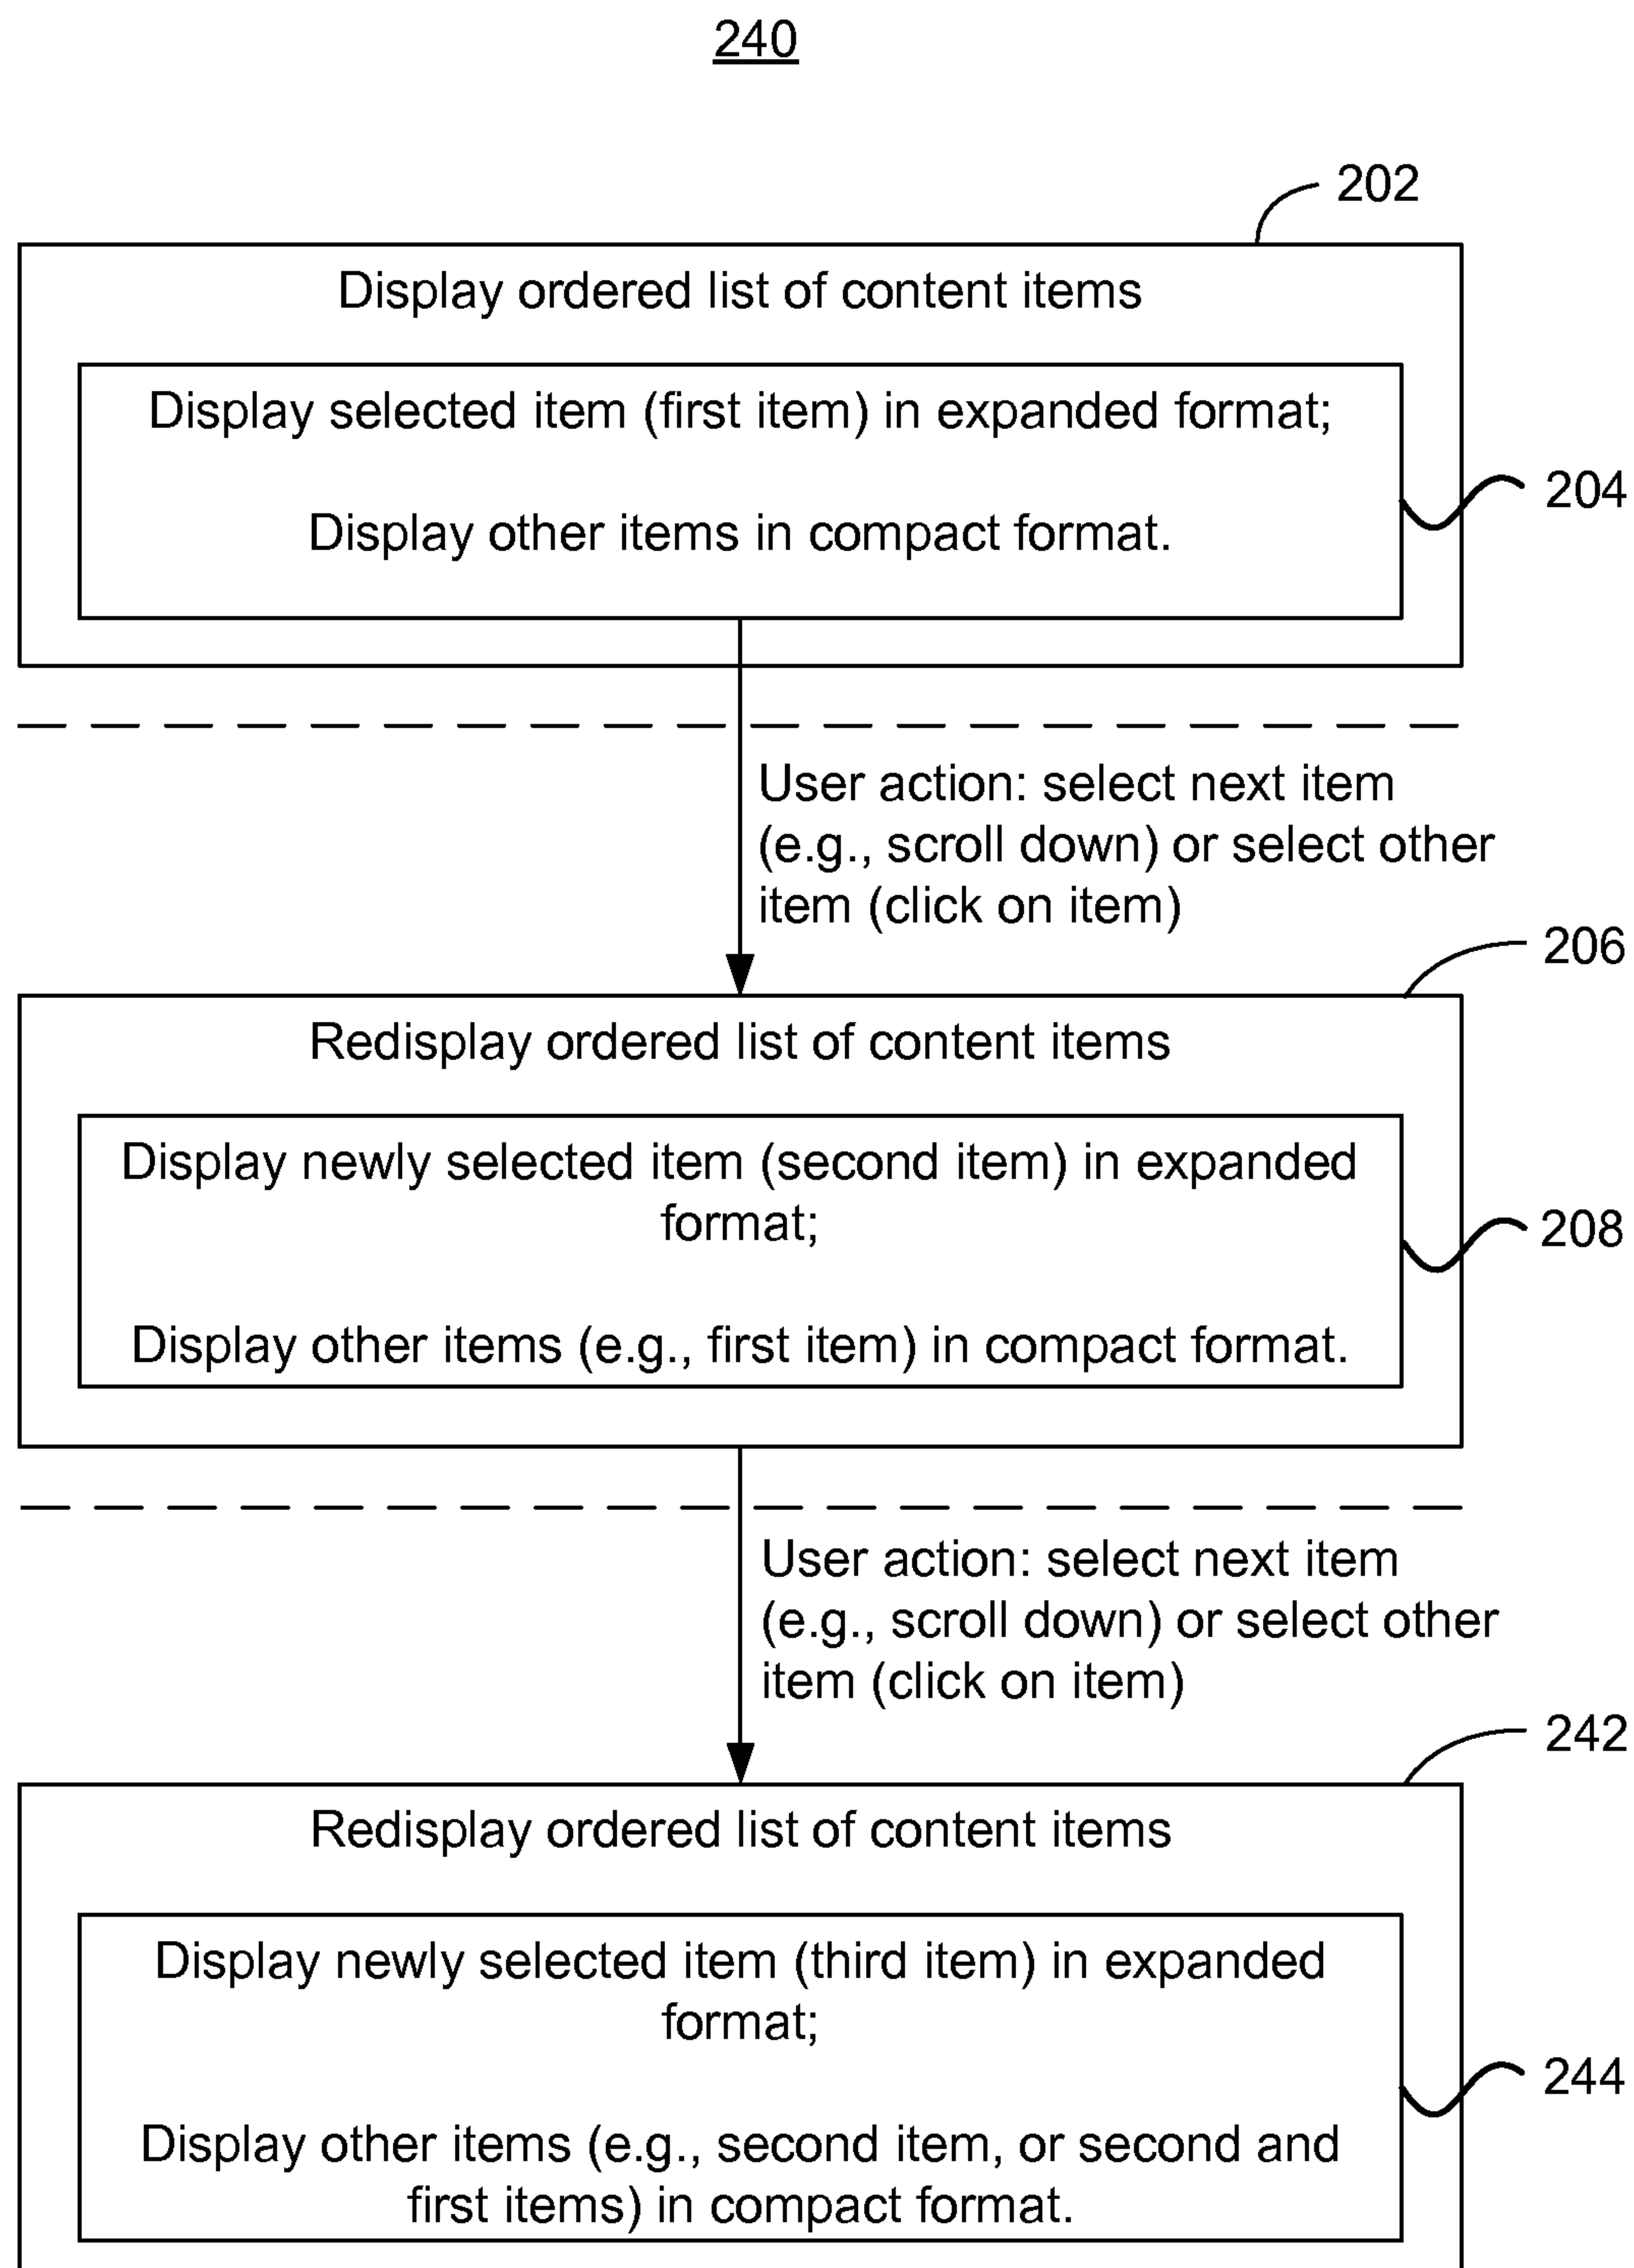 240
202
Display ordered list of content items
Display selected item (first item) in expanded format;
204
Display other items in compact format.
User action: select next item
(e.g., scroll down) or select other
item (click on item)
206
Redisplay ordered list of content items
Display newly selected item (second item) in expanded
format;
208
Display other items (e.g., first item) in compact format.
User action: select next item
(e.g., scroll down) or select other
item (click on item)
242
Redisplay ordered list of content items
Display newly selected item (third item) in expanded
format;
244
Display other items (e.g., second item, or second and
first items) in compact format.